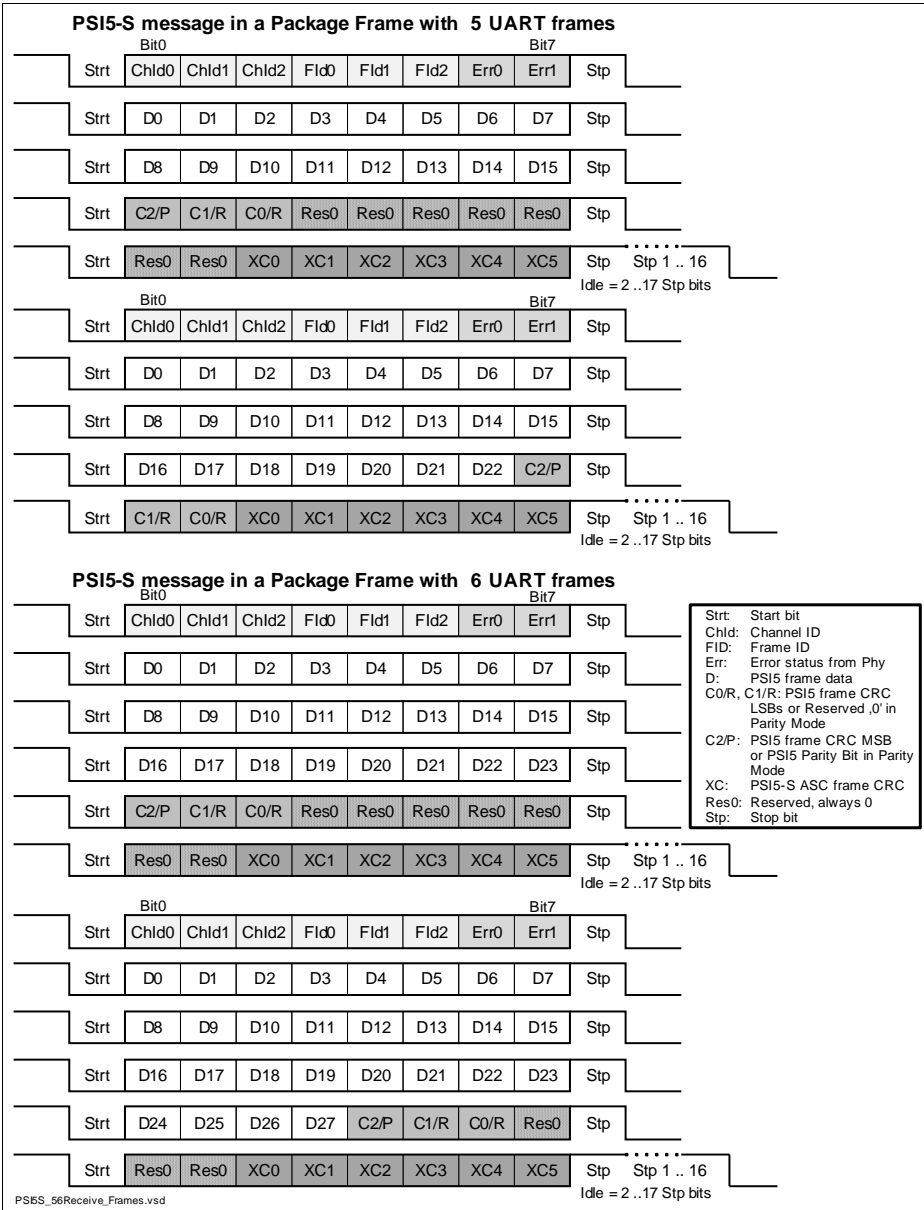 PSI5-S message in a Package Frame with 5 UART frames
Bit0 Bit7
Strt ChId0 ChId1 ChId2 FId0 FId1 FId2 Err0 Err1 Stp
Strt D0 D1 D2 D3 D4 D5 D6 D7 Stp
Strt D8 D9 D10 D11 D12 D13 D14 D15 Stp
Strt C2/P C1/R C0/R Res0 Res0 Res0 Res0 Res0 Stp
Strt Res0 Res0 XC0 XC1 XC2 XC3 XC4 XC5 Stp Stp 1 .. 16
Idle = 2 ..17 Stp bits
Bit0 Bit7
Strt ChId0 ChId1 ChId2 FId0 FId1 FId2 Err0 Err1 Stp
Strt D0 D1 D2 D3 D4 D5 D6 D7 Stp
Strt D8 D9 D10 D11 D12 D13 D14 D15 Stp
Strt D16 D17 D18 D19 D20 D21 D22 C2/P Stp
Strt C1/R C0/R XC0 XC1 XC2 XC3 XC4 XC5 Stp Stp 1 .. 16
Idle = 2 ..17 Stp bits
PSI5-S message in a Package Frame with 6 UART frames
Bit0 Bit7
Strt ChId0 ChId1 ChId2 FId0 FId1 FId2 Err0 Err1 Stp
Strt D0 D1 D2 D3 D4 D5 D6 D7 Stp
Strt D8 D9 D10 D11 D12 D13 D14 D15 Stp
Strt D16 D17 D18 D19 D20 D21 D22 D23 Stp
Strt C2/P C1/R C0/R Res0 Res0 Res0 Res0 Res0 Stp
Strt Res0 Res0 XC0 XC1 XC2 XC3 XC4 XC5 Stp Stp 1 .. 16
Idle = 2 ..17 Stp bits
Strt: Start bit
ChId: Channel ID
FID: Frame ID
Err: Error status from Phy
D: PSI5 frame data
C0/R, C1/R: PSI5 frame CRC
LSBs or Reserved ,0' in
Parity Mode
C2/P: PSI5 frame CRC MSB
or PSI5 Parity Bit in Parity
Mode
XC: PSI5-S ASC frame CRC
Res0: Reserved, always 0
Stp: Stop bit
Bit0 Bit7
Strt ChId0 ChId1 ChId2 FId0 FId1 FId2 Err0 Err1 Stp
Strt D0 D1 D2 D3 D4 D5 D6 D7 Stp
Strt D8 D9 D10 D11 D12 D13 D14 D15 Stp
Strt D16 D17 D18 D19 D20 D21 D22 D23 Stp
Strt D24 D25 D26 D27 C2/P C1/R C0/R Res0 Stp
Strt Res0 Res0 XC0 XC1 XC2 XC3 XC4 XC5 Stp Stp 1 .. 16
Idle = 2 ..17 Stp bits
PSI5S_56Receive_Frames.vsd